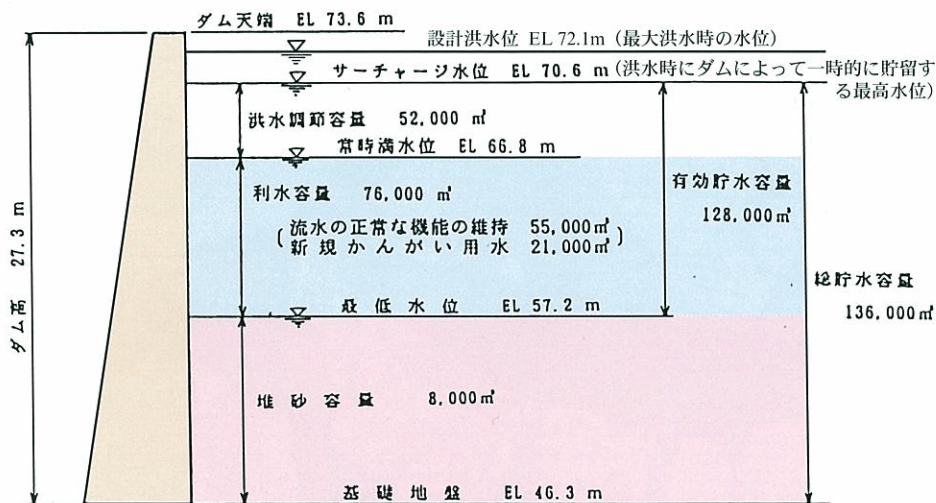 ダム天端 EL 73.6 m
設計洪水位 EL 72.1m (最大洪水時の水位)
サーチャージ水位 EL 70.6 m (洪水時にダムによって一時的に貯留す
る最高水位)
洪水調節容量 52,000 ㎥
常時満水位 EL 66.8 m
利水容量 76,000 ㎥
(流水の正常な機能の維持 55,000㎥
新規かんがい用水 21,000㎥)
有効貯水容量
128,000㎥
総貯水容量
136,000㎥
ダム高 27.3 m
最低水位 EL 57.2 m
堆砂容量 8,000㎥
基礎地盤 EL 46.3 m